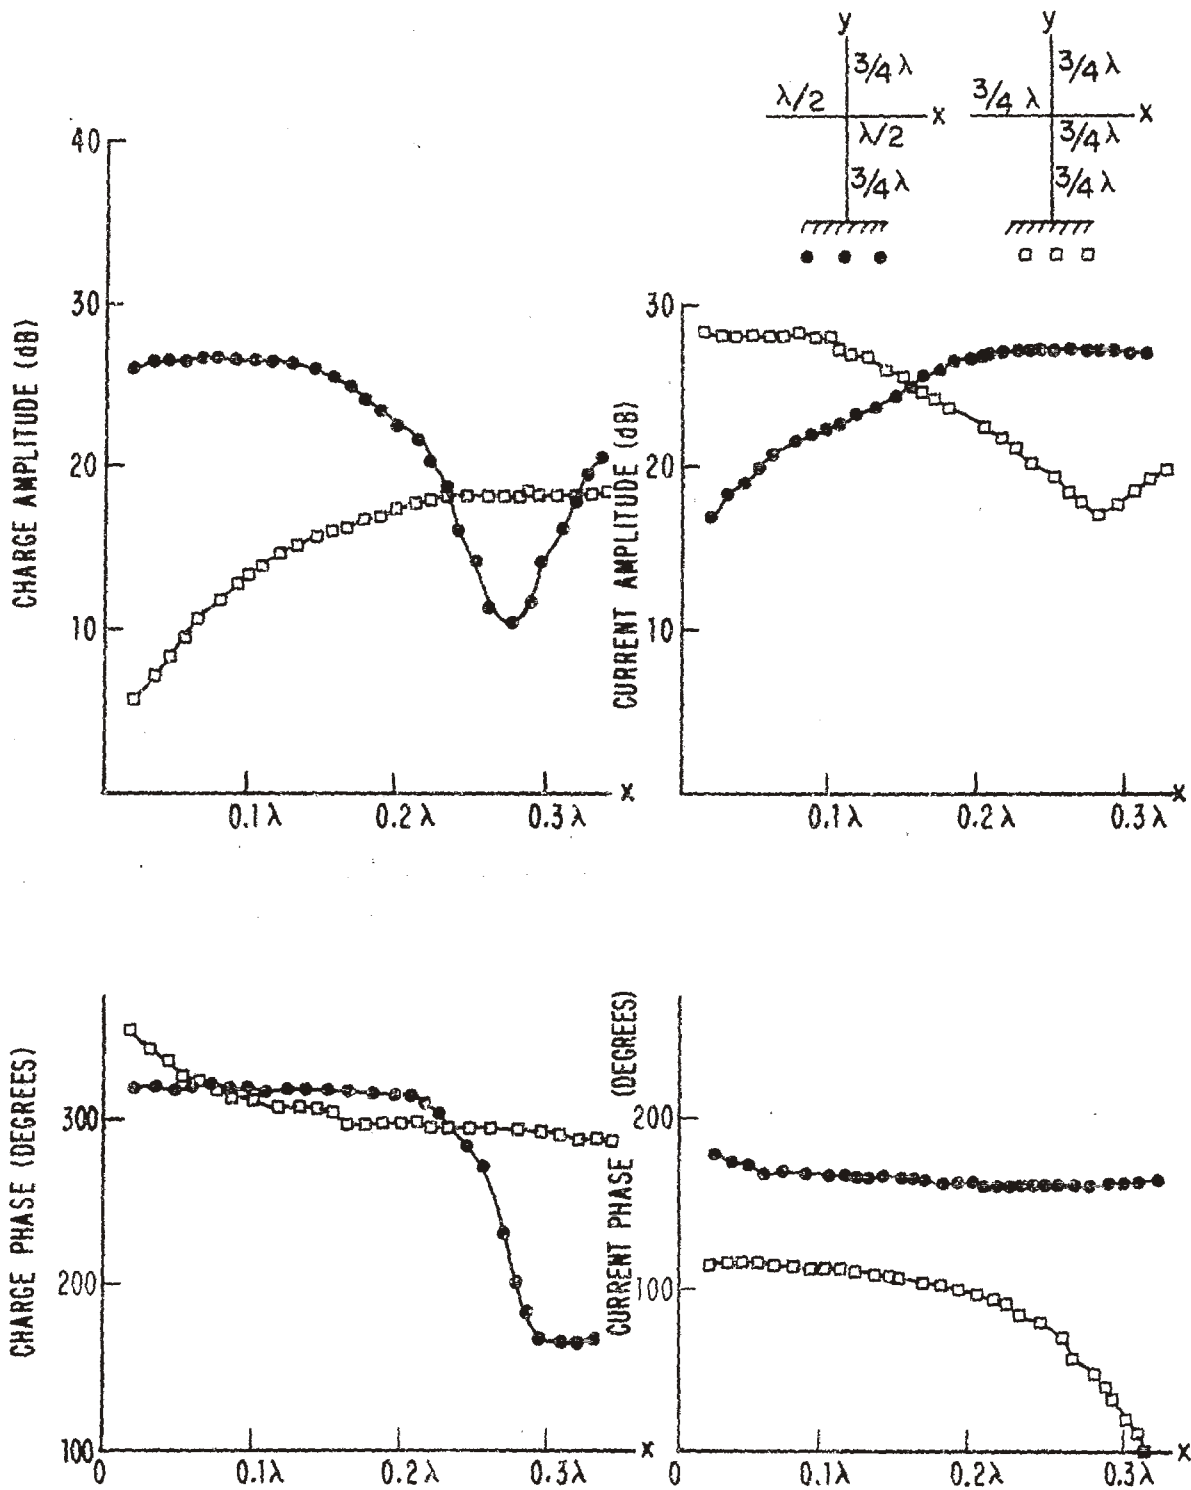 y
y
3/4 λ
3/4 λ
λ/2
3/4 λ
x
x
λ/2
3/4 λ
3/4 λ
3/4 λ
CHARGE AMPLITUDE (dB)
40
30
20
10
0.1λ
0.2λ
0.3λ
x
CURRENT AMPLITUDE (dB)
30
20
10
0.1λ
0.2λ
0.3λ
x
CHARGE PHASE (DEGREES)
300
200
100
0
0.1λ
0.2λ
0.3λ
x
CURRENT PHASE (DEGREES)
200
100
0
0.1λ
0.2λ
0.3λ
x